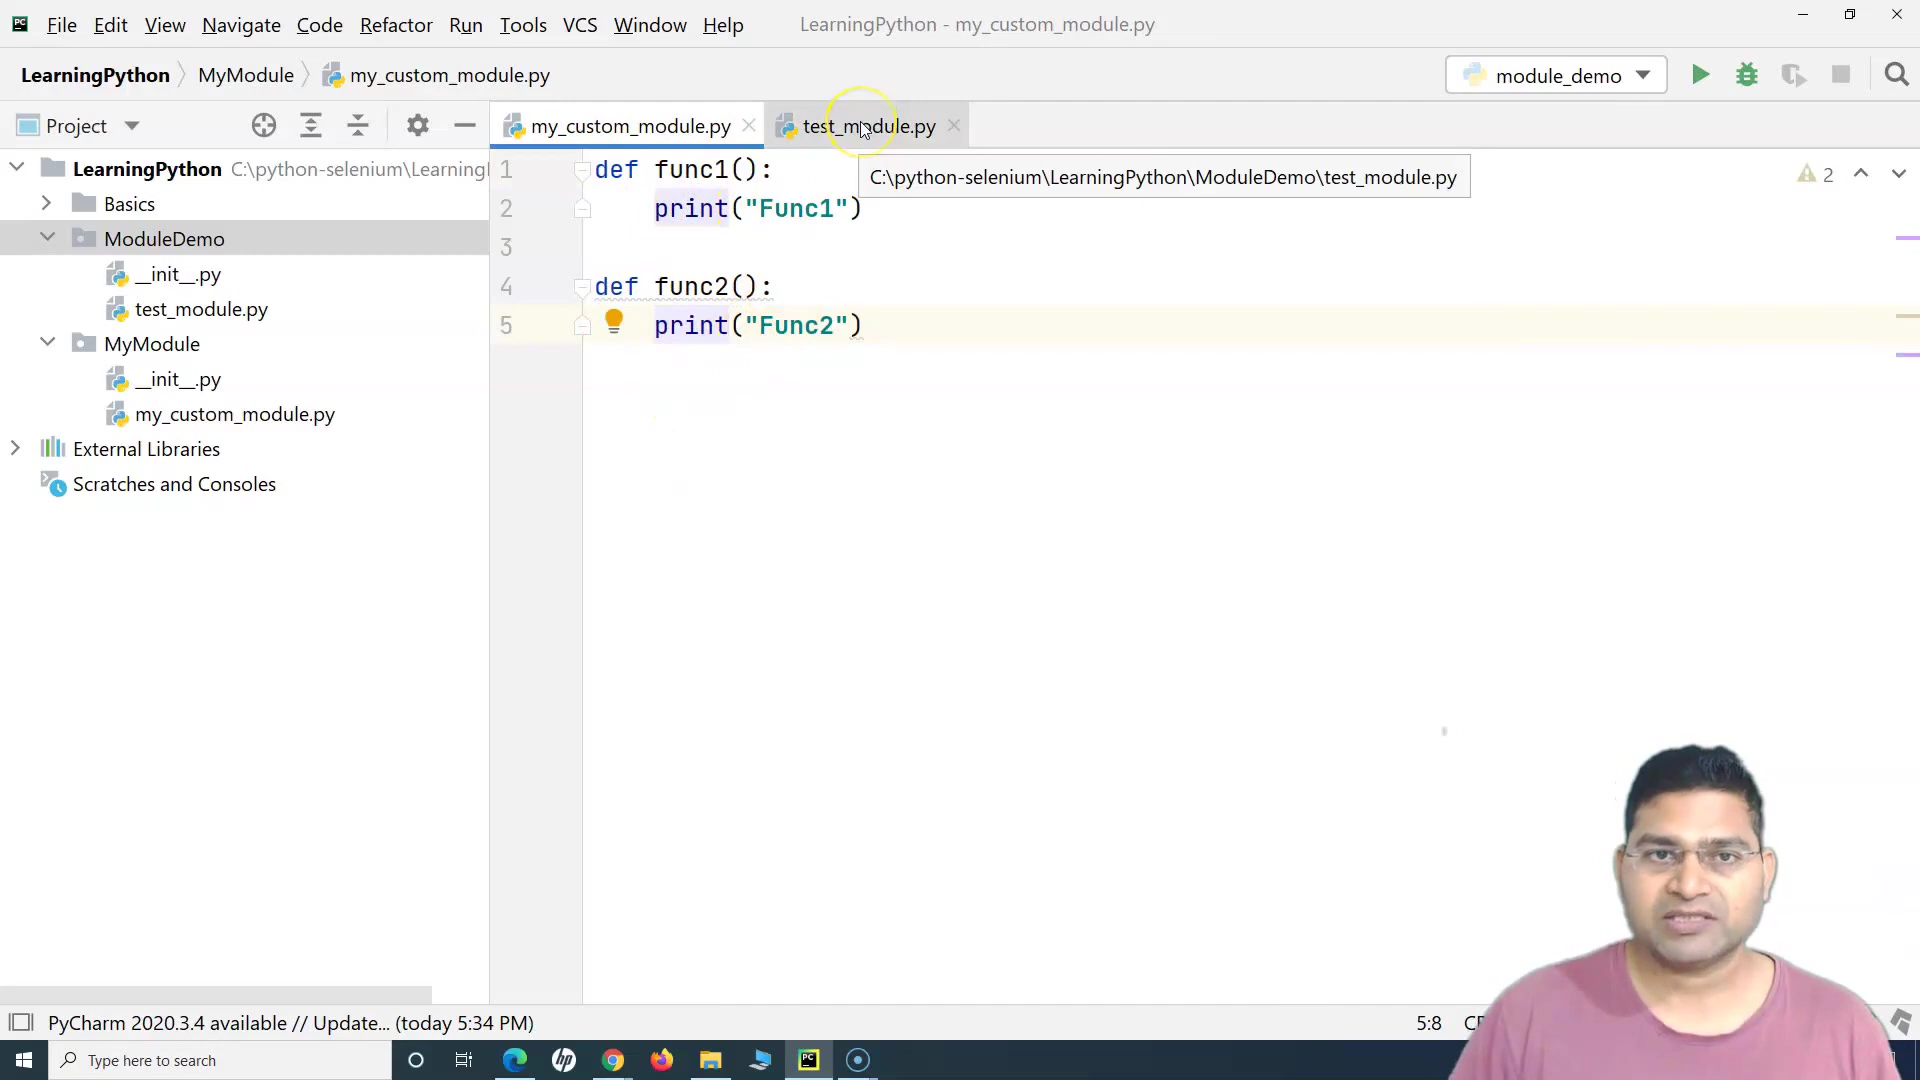 File Edit View Navigate Code Refactor Run Tools VCS Window Help LearningPython - my_custom_module.py
LearningPython MyModule my_custom_module.py module_demo
Project my_custom_module.py test_module.py
LearningPython C:\python-selenium\Learning
Basics
ModuleDemo
__init__.py
test_module.py
MyModule
__init__.py
my_custom_module.py
External Libraries
Scratches and Consoles
1 def func1():
C:\python-selenium\LearningPython\ModuleDemo\test_module.py
2
2 print("Func1")
3
4 def func2():
5 print("Func2")
PyCharm 2020.3.4 available // Update... (today 5:34 PM) 5:8
Type here to search